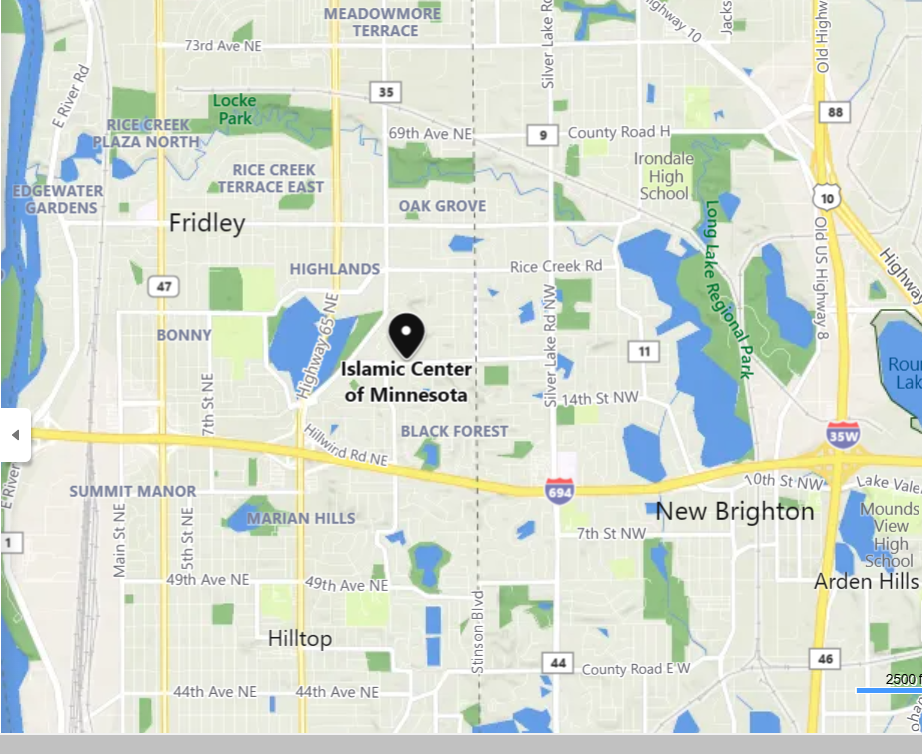 MEADOWMORE
TERRACE
Highway 10
73rd Ave NE
Silver Lake
E River Rd
35
88
Locke
Park
RICE CREEK
PLAZA NORTH
69th Ave NE
9
County Road H
Irondale
High
School
RICE CREEK
TERRACE EAST
EDGEWATER
GARDENS
OAK GROVE
10
Fridley
Long Lake Regional Park
Old US Highway 8
Highway
HIGHLANDS
Rice Creek Rd
47
Highway 65 NE
Silver Lake Rd NW
BONNY
11
Islamic Center
of Minnesota
7th St NE
14th St NW
BLACK FOREST
35W
Hillwind Rd NE
694
10th St NW
Lake Vale
SUMMIT MARIOR
New Brighton
Mounds
View
High
School
MARIAN HILLS
7th St NW
Main St NE
5th St NE
1
49th Ave NE
49th Ave NE
Arden Hills
Stinson Blvd
Hilltop
44
County Road E W
46
2500 f
44th Ave NE
44th Ave NE